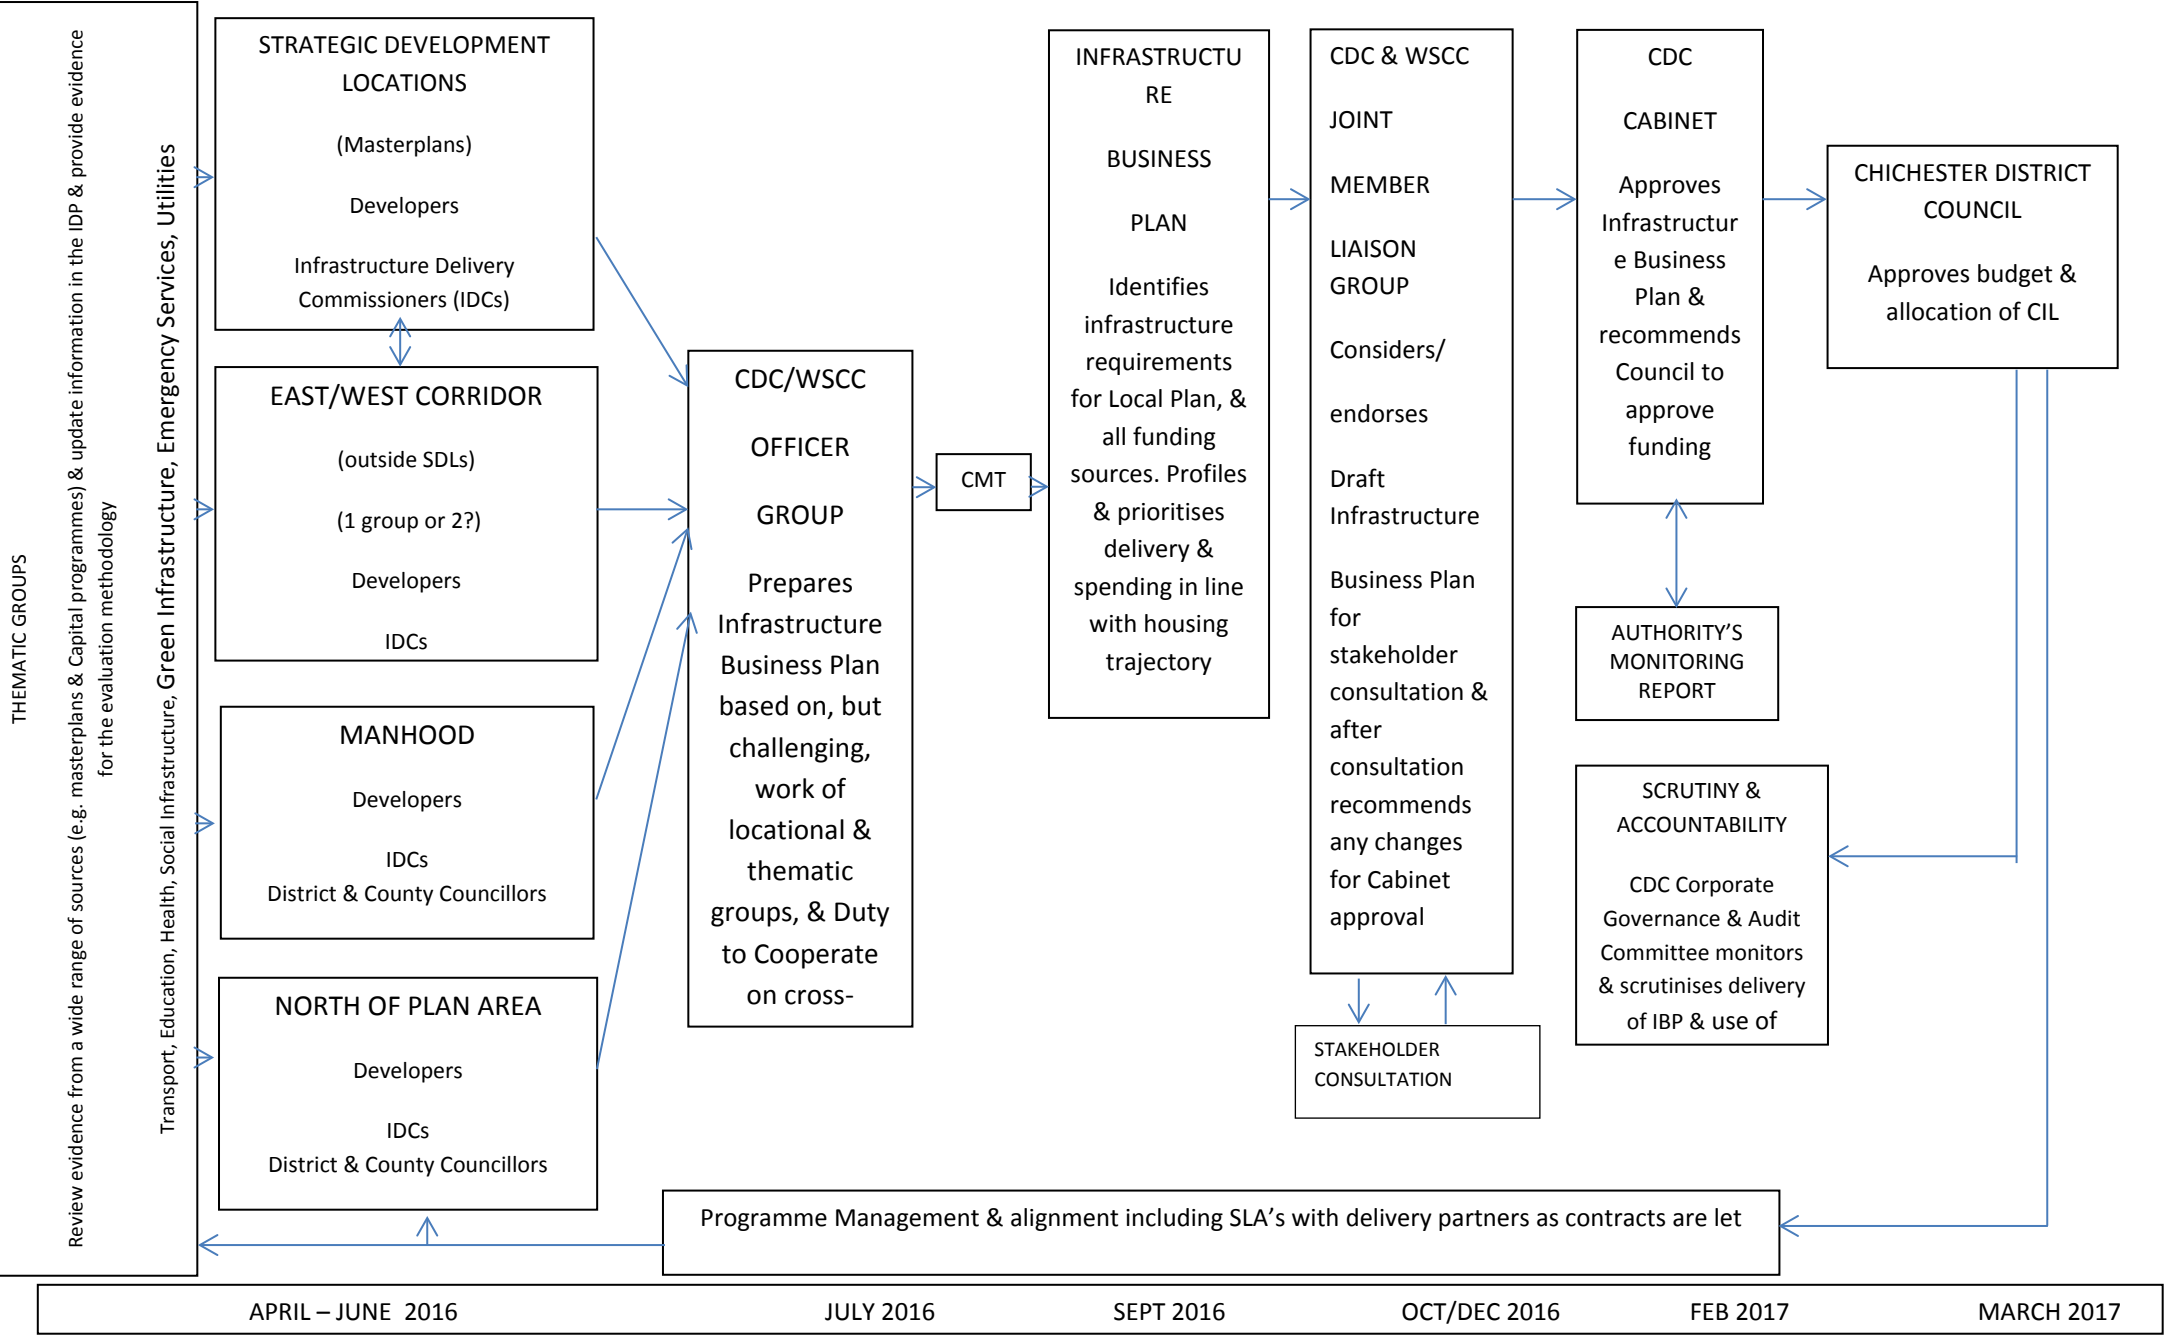 THEMATIC GROUPS
Review evidence from a wide range of sources (e.g. masterplans & Capital programmes) & update information in the IDP & provide evidence
for the evaluation methodology
Transport, Education, Health, Social Infrastructure, Green Infrastructure, Emergency Services, Utilities
STRATEGIC DEVELOPMENT
LOCATIONS
(Masterplans)
Developers
Infrastructure Delivery
Commissioners (IDCs)
EAST/WEST CORRIDOR
(outside SDLs)
(1 group or 2?)
Developers
IDCs
MANHOOD
Developers
IDCs
District & County Councillors
NORTH OF PLAN AREA
Developers
IDCs
District & County Councillors
CDC/WSCC
OFFICER
GROUP
Prepares
Infrastructure
Business Plan
based on, but
challenging,
work of
locational &
thematic
groups, & Duty
to Cooperate
on cross-
CMT
INFRASTRUCTU
RE
BUSINESS
PLAN
Identifies
infrastructure
requirements
for Local Plan, &
all funding
sources. Profiles
& prioritises
delivery &
spending in line
with housing
trajectory
CDC & WSCC
JOINT
MEMBER
LIAISON
GROUP
Considers/
endorses
Draft
Infrastructure
Business Plan
for
stakeholder
consultation &
after
consultation
recommends
any changes
for Cabinet
approval
STAKEHOLDER
CONSULTATION
CDC
CABINET
Approves
Infrastructur
e Business
Plan &
recommends
Council to
approve
funding
AUTHORITY’S
MONITORING
REPORT
SCRUTINY &
ACCOUNTABILITY
CDC Corporate
Governance & Audit
Committee monitors
& scrutinises delivery
of IBP & use of
CHICHESTER DISTRICT
COUNCIL
Approves budget &
allocation of CIL
Programme Management & alignment including SLA’s with delivery partners as contracts are let
APRIL – JUNE 2016
JULY 2016
SEPT 2016
OCT/DEC 2016
FEB 2017
MARCH 2017